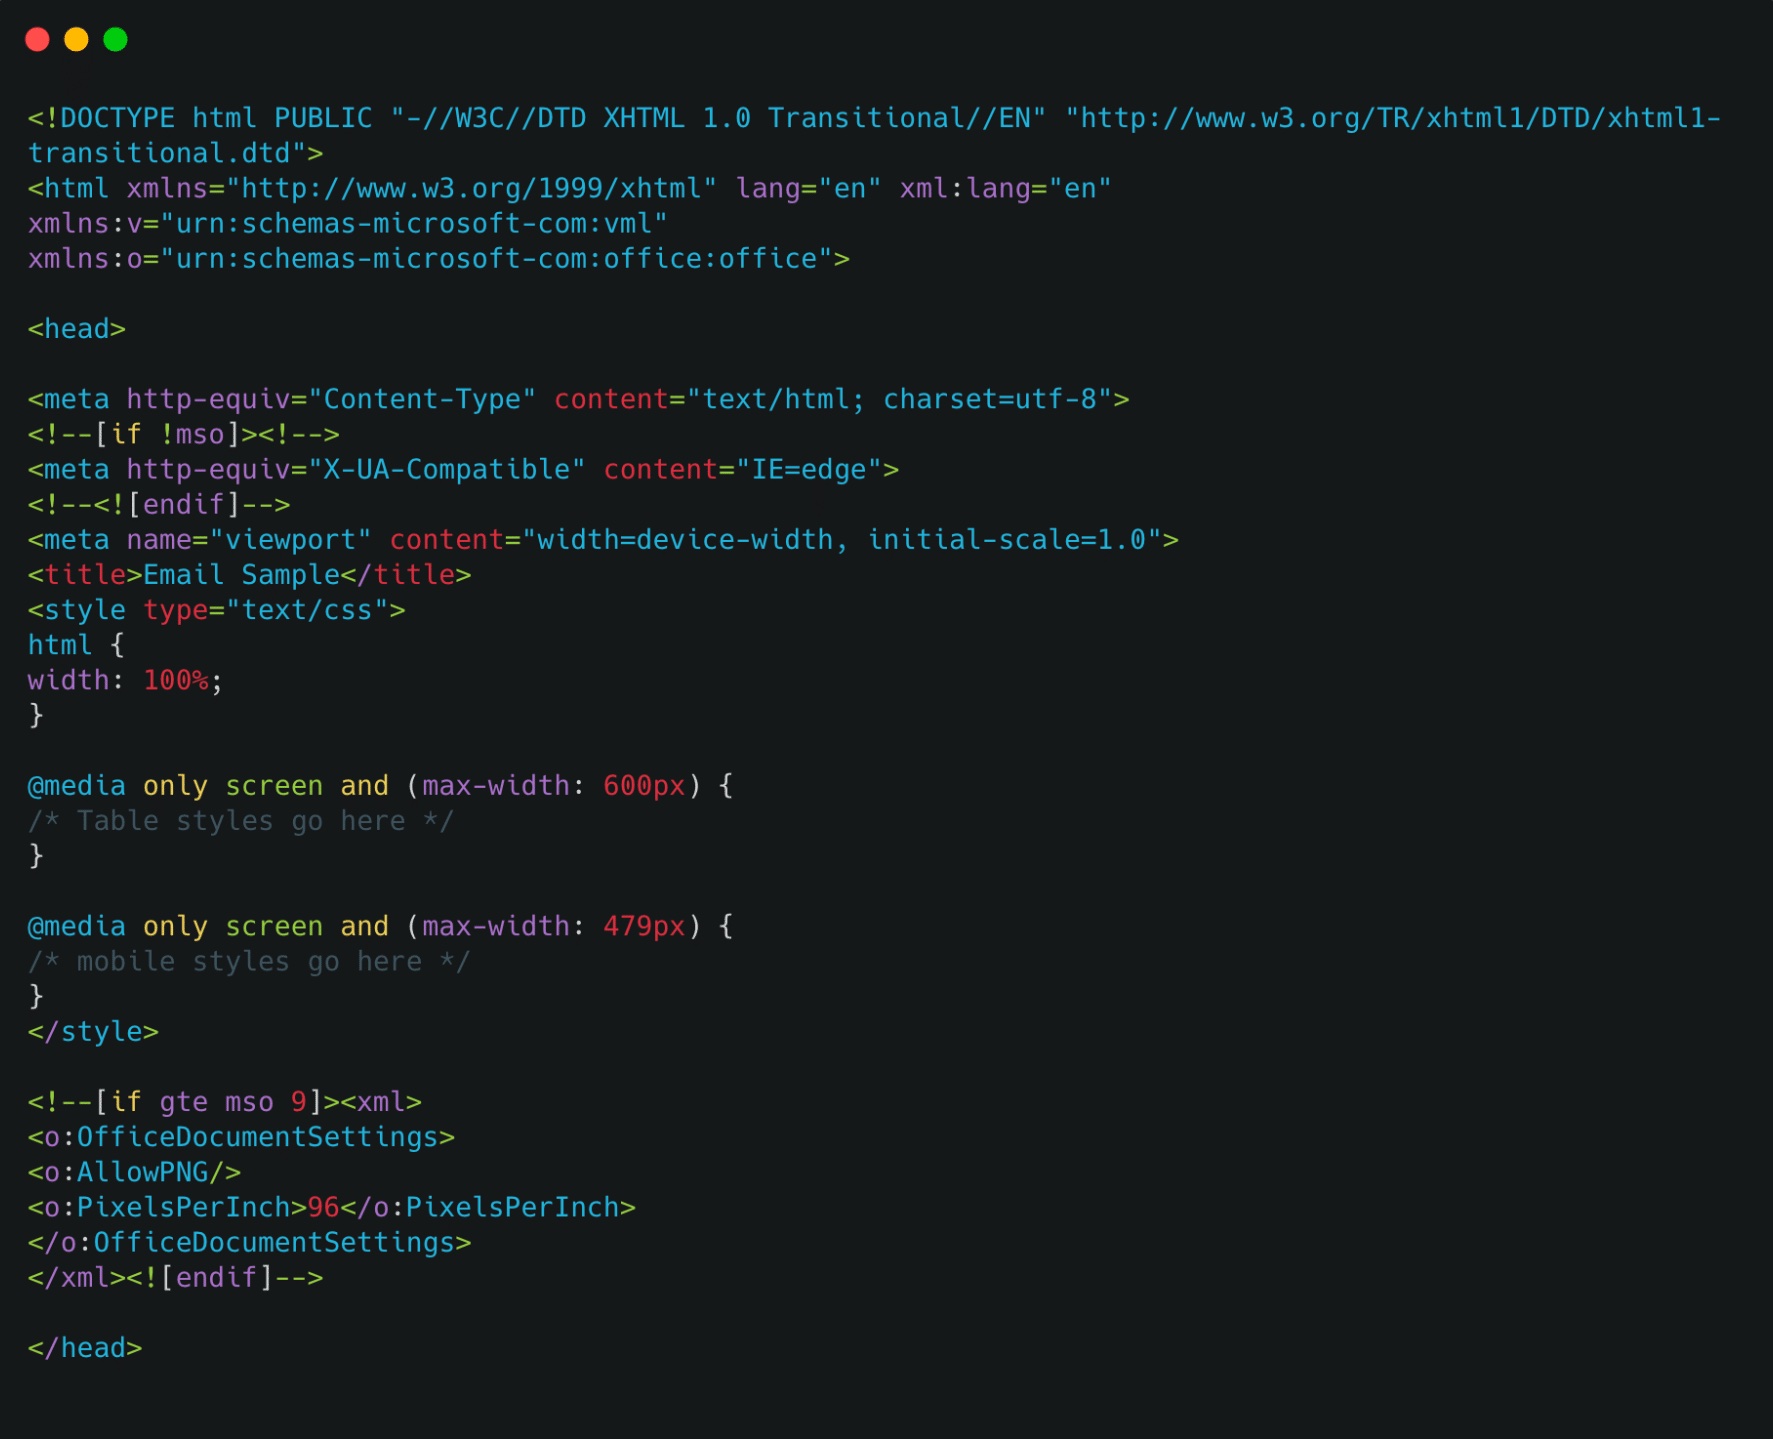 <!DOCTYPE html PUBLIC "-//W3C//DTD XHTML 1.0 Transitional//EN" "http://www.w3.org/TR/xhtml1/DTD/xhtml1-
transitional.dtd">
<html xmlns="http://www.w3.org/1999/xhtml" lang="en" xml:lang="en"
xmlns:v="urn:schemas-microsoft-com:vml"
xmlns:o="urn:schemas-microsoft-com:office:office">
<head>
<meta http-equiv="Content-Type" content="text/html; charset=utf-8">
<!--[if !mso]><!-->
<meta http-equiv="X-UA-Compatible" content="IE=edge">
<!--<![endif]-->
<meta name="viewport" content="width=device-width, initial-scale=1.0">
<title>Email Sample</title>
<style type="text/css">
html {
width: 100%;
}
@media only screen and (max-width: 600px) {
/* Table styles go here */
}
@media only screen and (max-width: 479px) {
/* mobile styles go here */
}
</style>
<!--[if gte mso 9]><xml>
<o:OfficeDocumentSettings>
<o:AllowPNG/>
<o:PixelsPerInch>96</o:PixelsPerInch>
</o:OfficeDocumentSettings>
</xml><![endif]-->
</head>